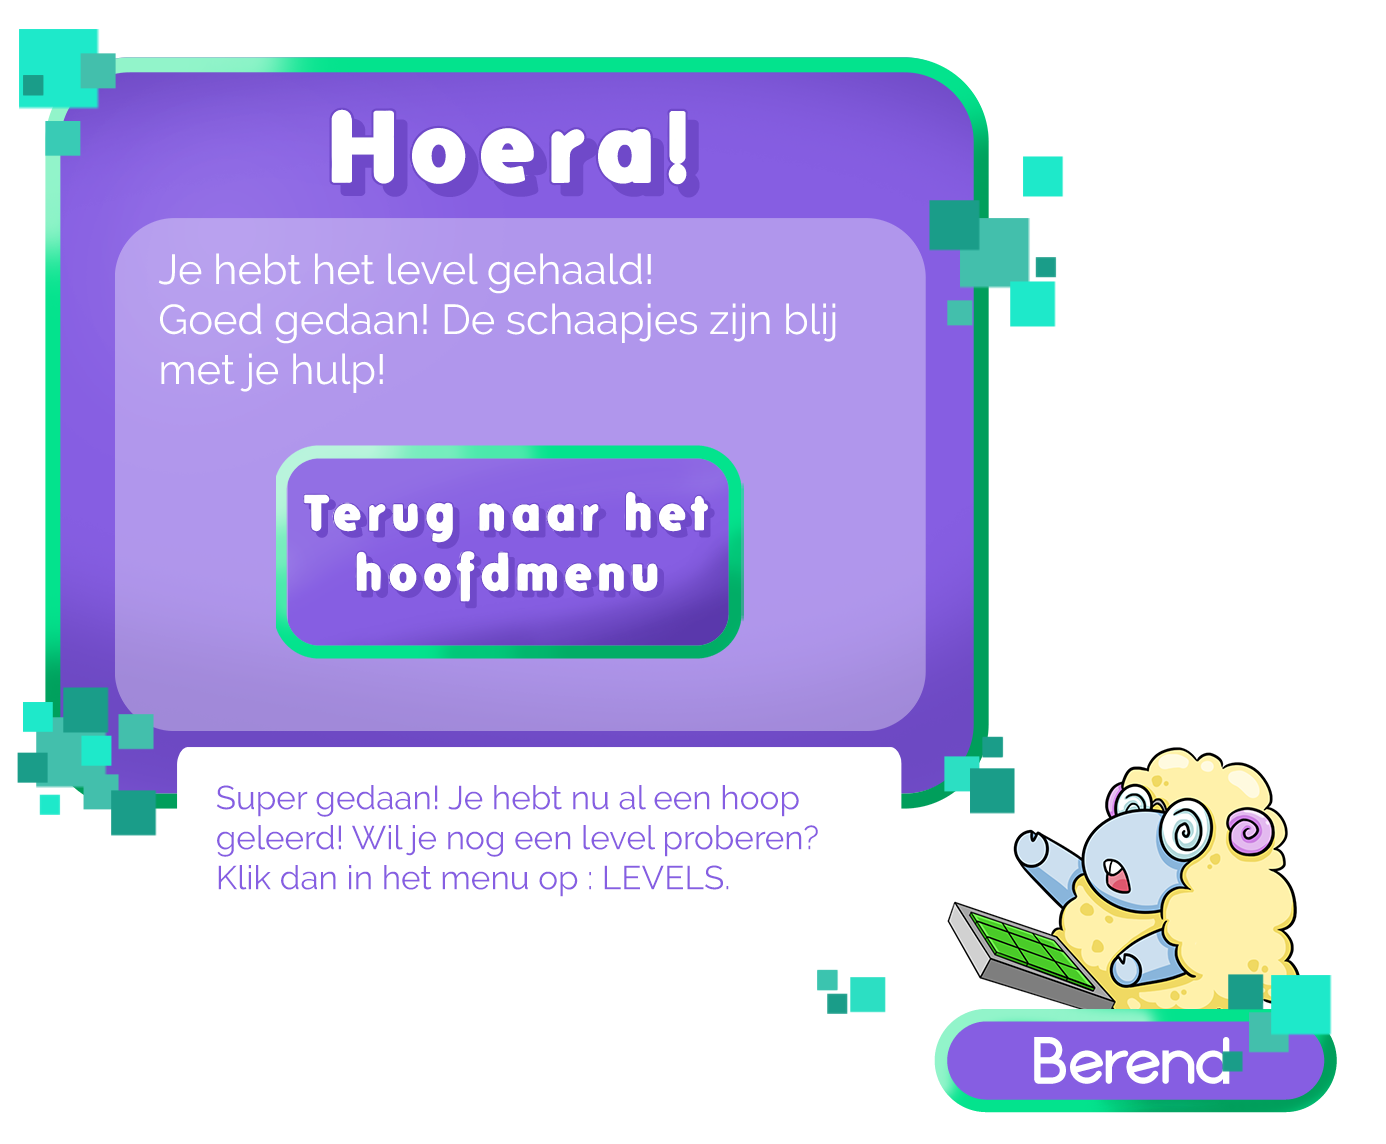 Hoera!
Je hebt het level gehaald!
Goed gedaan! De schaapjes zijn blij
met je hulp!
Terug naar het
hoofdmenu
Super gedaan! Je hebt nu al een hoop
geleerd! Wil je nog een level proberen?
Klik dan in het menu op : LEVELS.
Berend